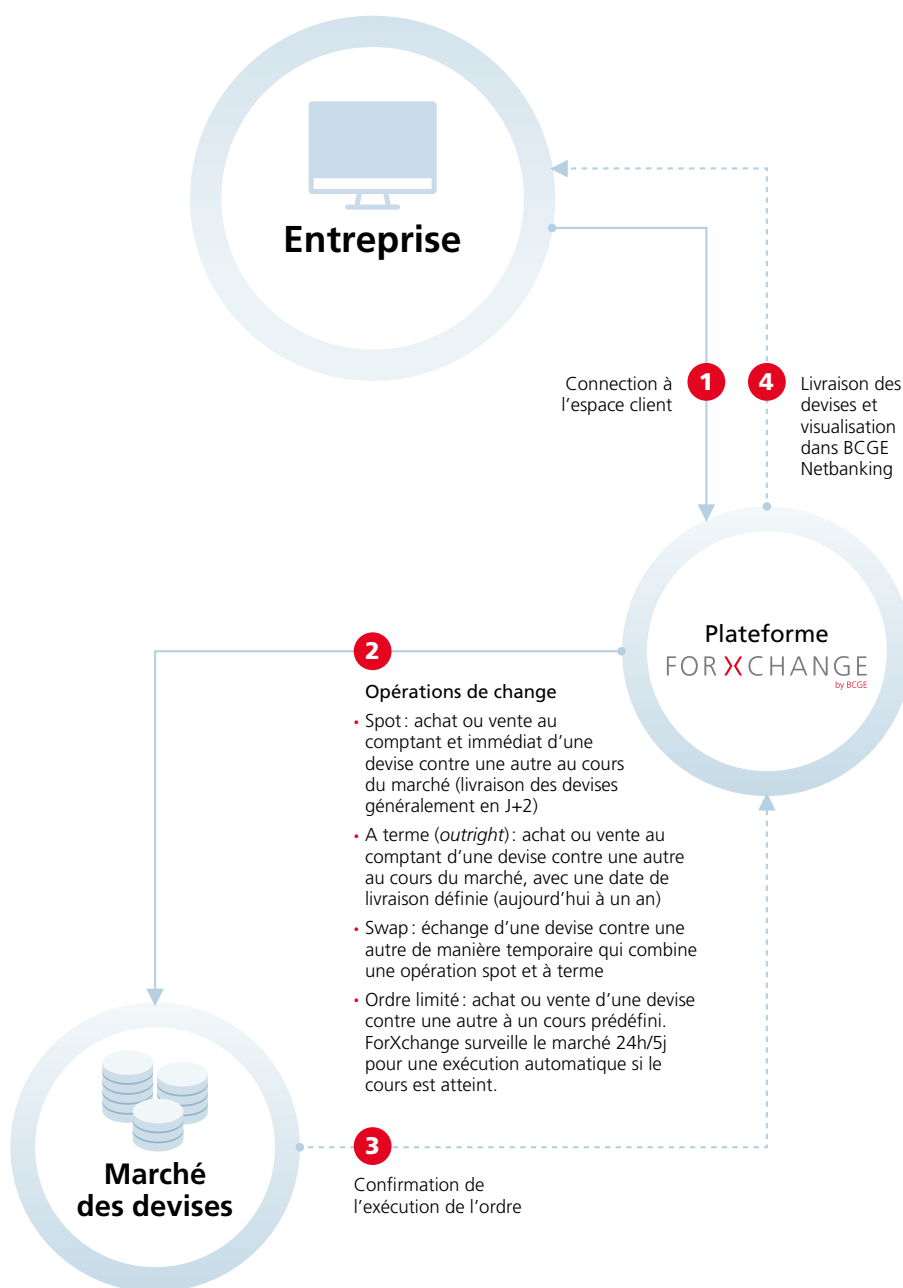 Entreprise
Connection à
l'espace client
1
4
Livraison des
devises et
visualisation
dans BCGE
Netbanking
Plateforme
FORXCHANGE
by BCGE
2
Opérations de change
• Spot : achat ou vente au
comptant et immédiat d'une
devise contre une autre au cours
du marché (livraison des devises
généralement en J+2)
• A terme (outright) : achat ou vente au
comptant d'une devise contre une autre
au cours du marché, avec une date de
livraison définie (aujourd'hui à un an)
• Swap : échange d'une devise contre une
autre de manière temporaire qui combine
une opération spot et à terme
• Ordre limité : achat ou vente d'une devise
contre une autre à un cours prédéfini.
ForXchange surveille le marché 24h/5j
pour une exécution automatique si le
cours est atteint.
Marché
des devises
3
Confirmation de
l'exécution de l'ordre